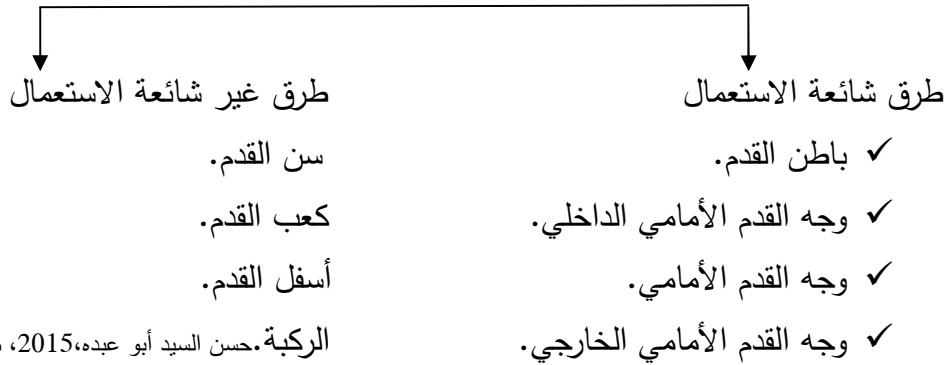 طرق شائعة الاستعمال
طرق غير شائعة الاستعمال
✓ باطن القدم.
سن القدم.
✓ وجه القدم الأمامي الداخلي.
كعب القدم.
✓ وجه القدم الأمامي.
أسفل القدم.
✓ وجه القدم الأمامي الخارجي.
الركبة.حسن السيد أبو عبده،2015،